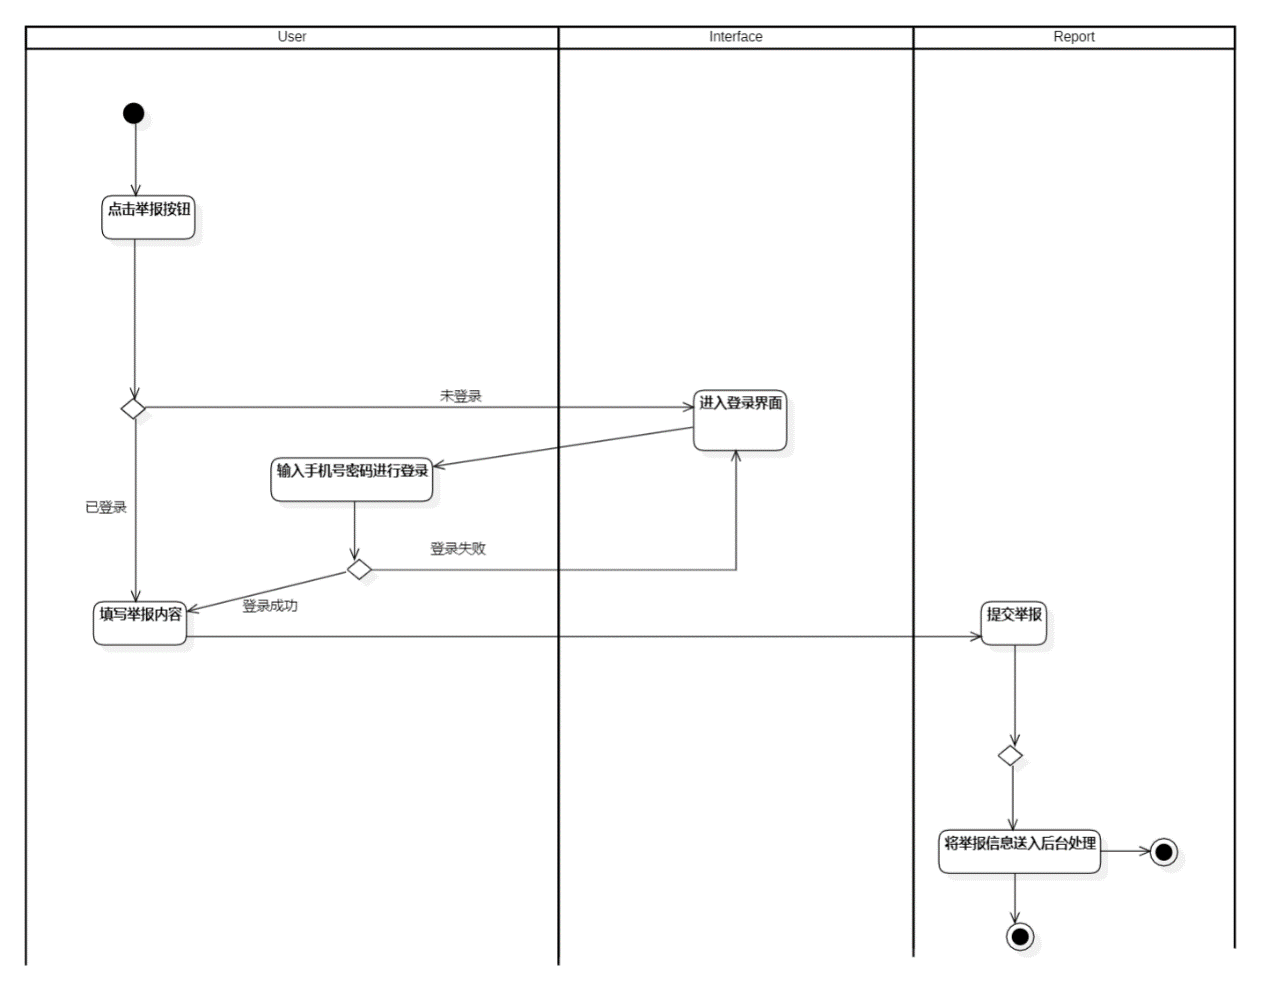 User
Interface
Report
点击举报按钮
未登录
进入登录界面
输入手机号密码进行登录
已登录
登录失败
登录成功
填写举报内容
提交举报
将举报信息送入后台处理